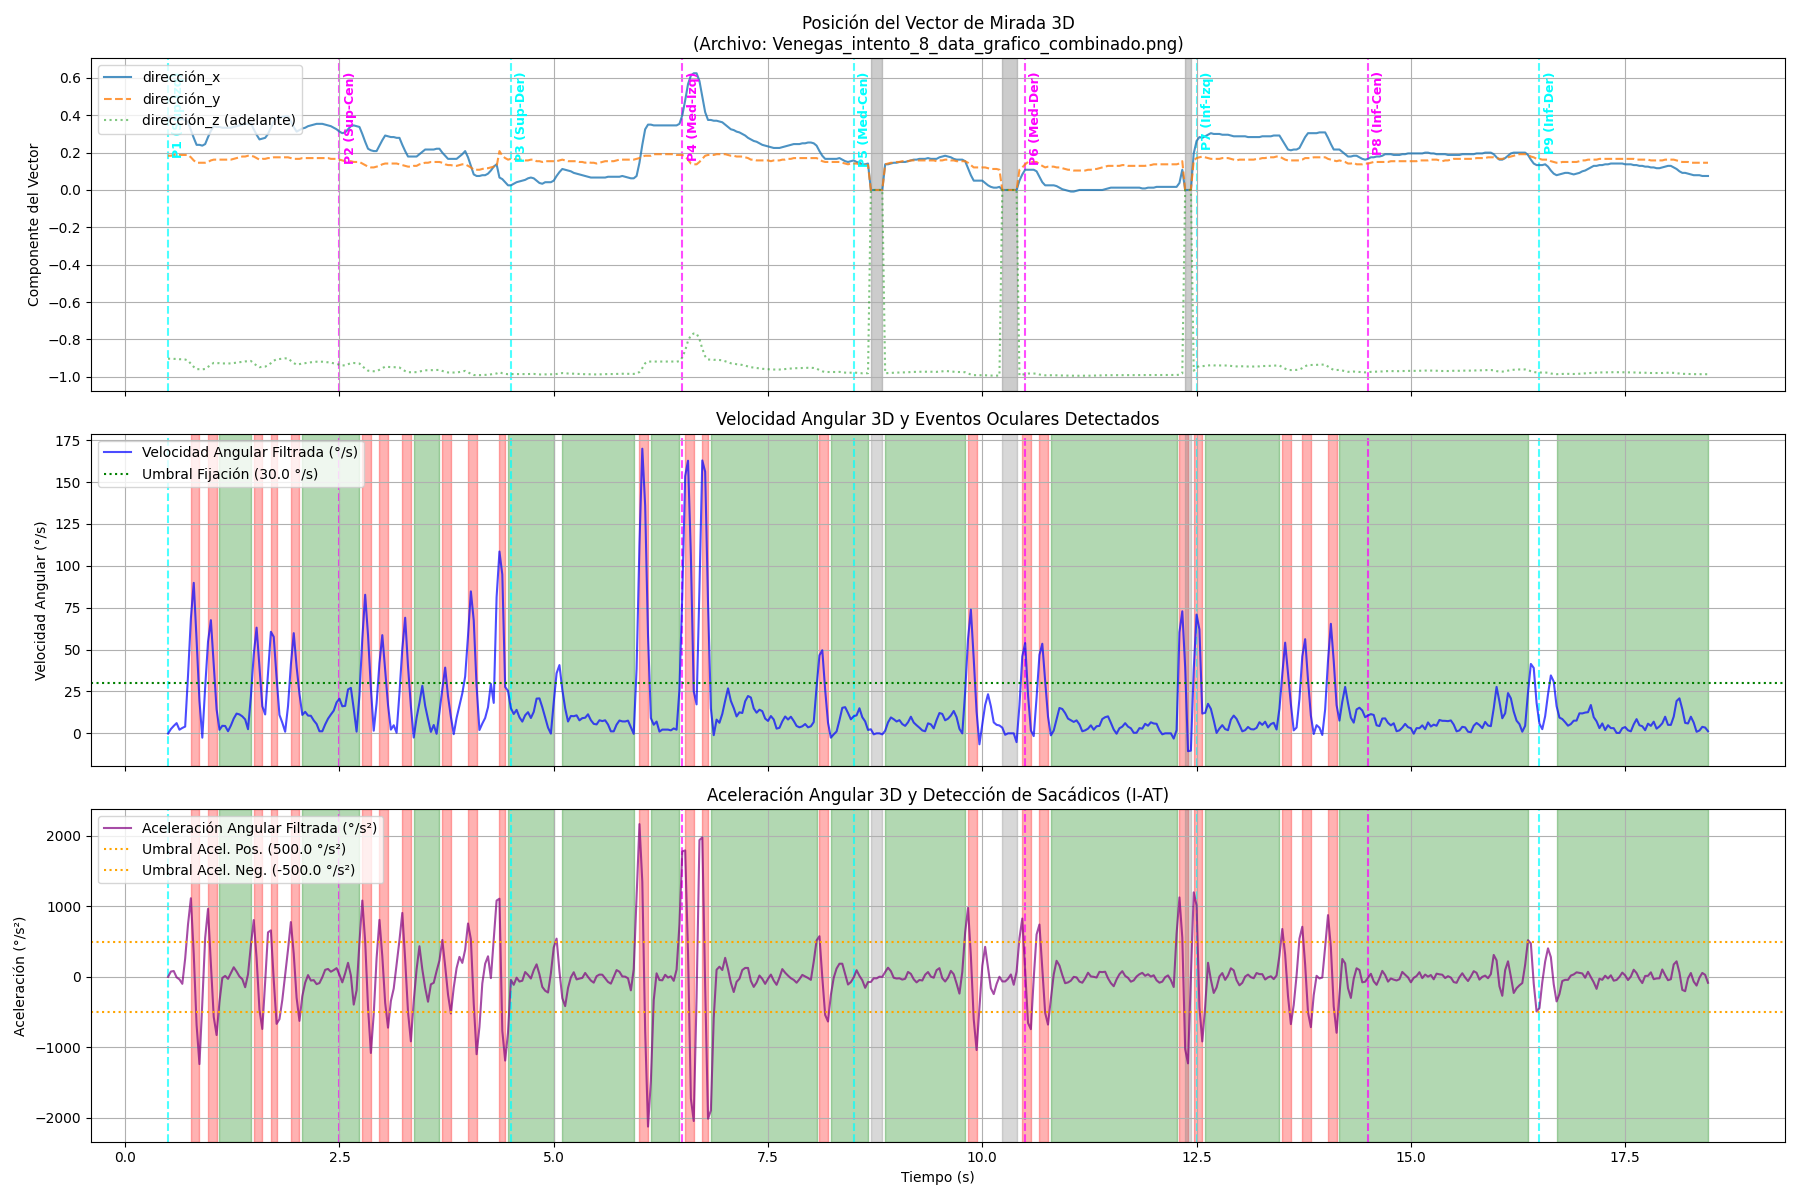 Posición del Vector de Mirada 3D
(Archivo: Venegas_intento_8_data_grafico_combinado.png)
dirección_x
dirección_y
dirección_z (adelante)
P1
P2 (Sup-Cen)
P3 (Sup-Der)
P4 (Med-Izq)
P5 (Med-Cen)
P6 (Med-Der)
P7 (Inf-Izq)
P8 (Inf-Cen)
P9 (Inf-Der)
Componente del Vector
0.6
0.4
0.2
0.0
−0.2
−0.4
−0.6
−0.8
−1.0
Velocidad Angular 3D y Eventos Oculares Detectados
Velocidad Angular Filtrada (°/s)
Umbral Fijación (30.0 °/s)
Velocidad Angular (°/s)
175
150
125
100
75
50
25
0
Aceleración Angular 3D y Detección de Sacádicos (I-AT)
Aceleración Angular Filtrada (°/s²)
Umbral Acel. Pos. (500.0 °/s²)
Umbral Acel. Neg. (-500.0 °/s²)
Aceleración (°/s²)
2000
1000
0
−1000
−2000
0.0
2.5
5.0
7.5
10.0
12.5
15.0
17.5
Tiempo (s)